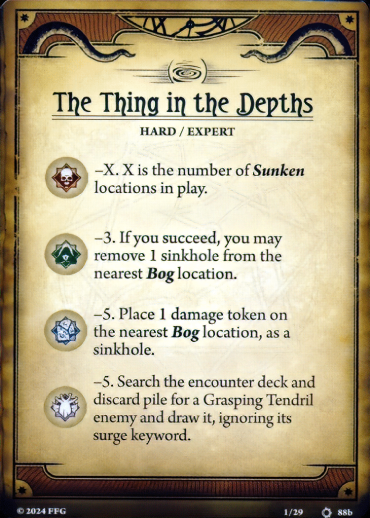 The Thing in the Depths
HARD / EXPERT
–X. X is the number of Sunken
locations in play.
–3. If you succeed, you may
remove 1 sinkhole from the
nearest Bog location.
–5. Place 1 damage token on
the nearest Bog location, as a
sinkhole.
–5. Search the encounter deck and
discard pile for a Grasping Tendril
enemy and draw it, ignoring its
surge keyword.
© 2024 FFG
1/29
88b